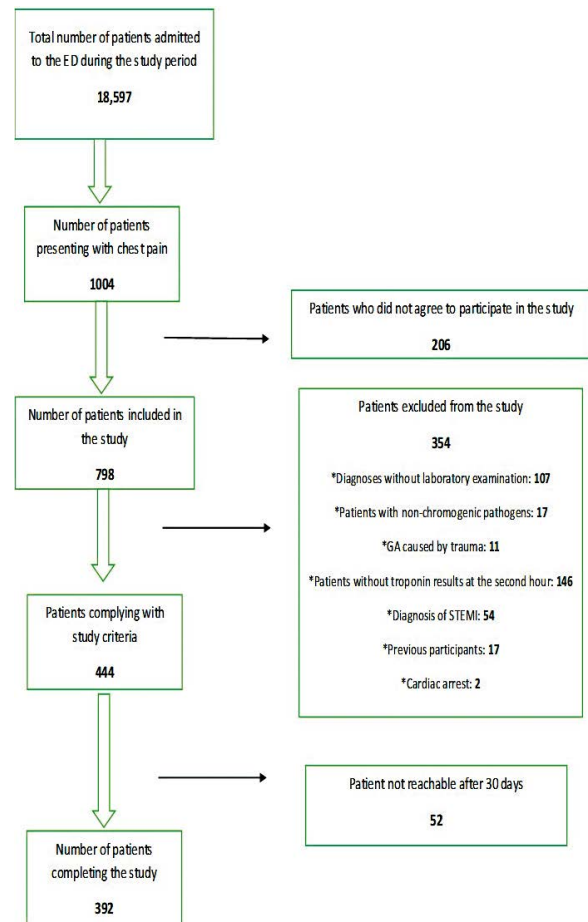 Total number of patients admitted
to the ED during the study period
18,597
Number of patients
presenting with chest pain
1004
Patients who did not agree to participate in the study
206
Number of patients included in
the study
798
Patients excluded from the study
354
*Diagnoses without laboratory examination: 107
*Patients with non-chromogenic pathogens: 17
*GA caused by trauma: 11
*Patients without troponin results at the second hour: 146
*Diagnosis of STEMI: 54
*Previous participants: 17
*Cardiac arrest: 2
Patients complying with
study criteria
444
Patient not reachable after 30 days
52
Number of patients
completing the study
392